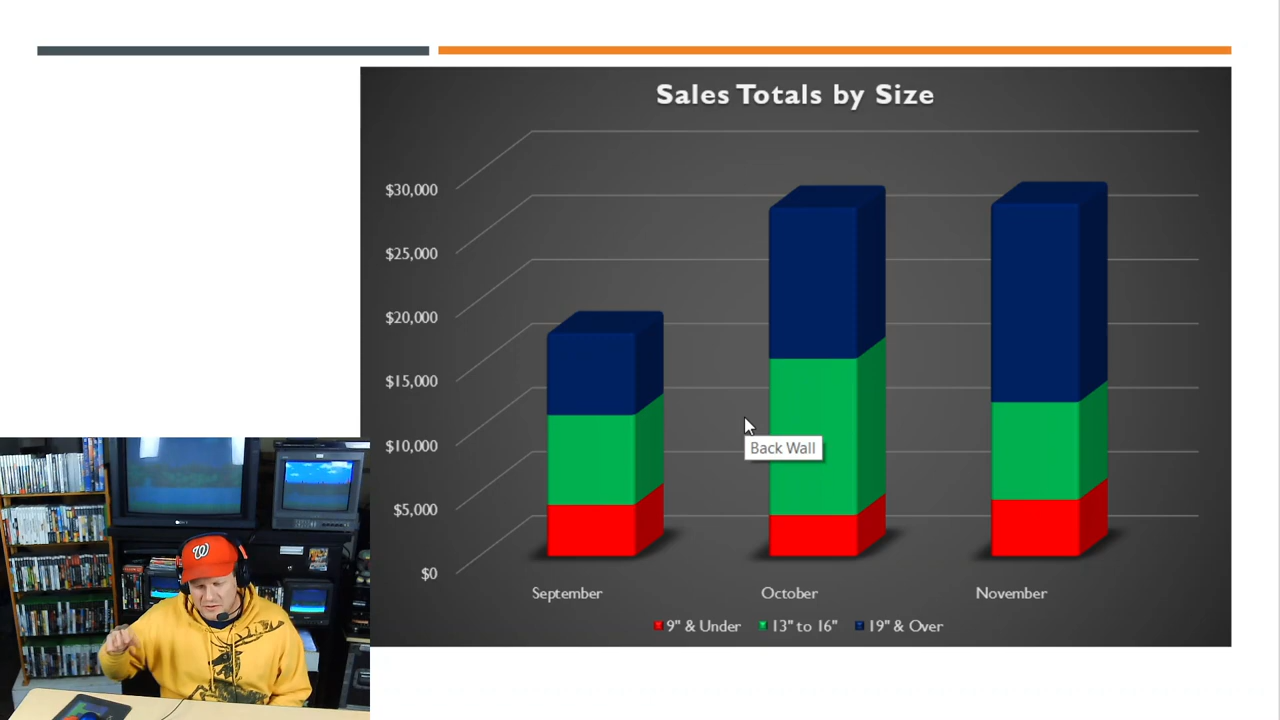 Sales Totals by Size
$30,000
$25,000
$20,000
$15,000
$10,000
$5,000
$0
Back Wall
September October November
9" & Under 13" to 16" 19" & Over
W
SONY